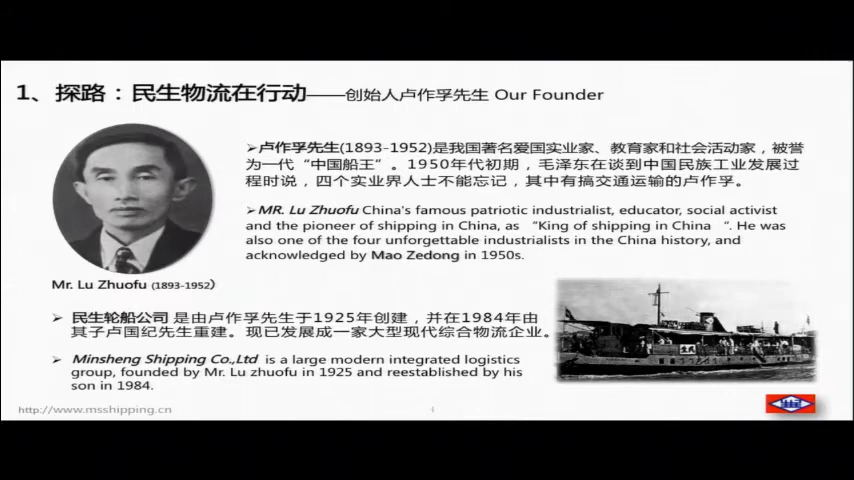 1、探路：民生物流在行动——创始人卢作孚先生 Our Founder
➢卢作孚先生(1893-1952)是我国著名爱国实业家、教育家和社会活动家，被誉
为一代“中国船王”。1950年代初期，毛泽东在谈到中国民族工业发展过
程时说，四个实业界人士不能忘记，其中有搞交通运输的卢作孚。
➢MR. Lu Zhuofu China's famous patriotic industrialist, educator, social activist
and the pioneer of shipping in China, as “King of shipping in China “. He was
also one of the four unforgettable industrialists in the China history, and
acknowledged by Mao Zedong in 1950s.
Mr. Lu Zhuofu (1893-1952)
➢ 民生轮船公司 是由卢作孚先生于1925年创建，并在1984年由
其子卢国纪先生重建。现已发展成一家大型现代综合物流企业。
➢ Minsheng Shipping Co.,Ltd is a large modern integrated logistics
group, founded by Mr. Lu zhuofu in 1925 and reestablished by his
son in 1984.
http://www.msshipping.cn
4